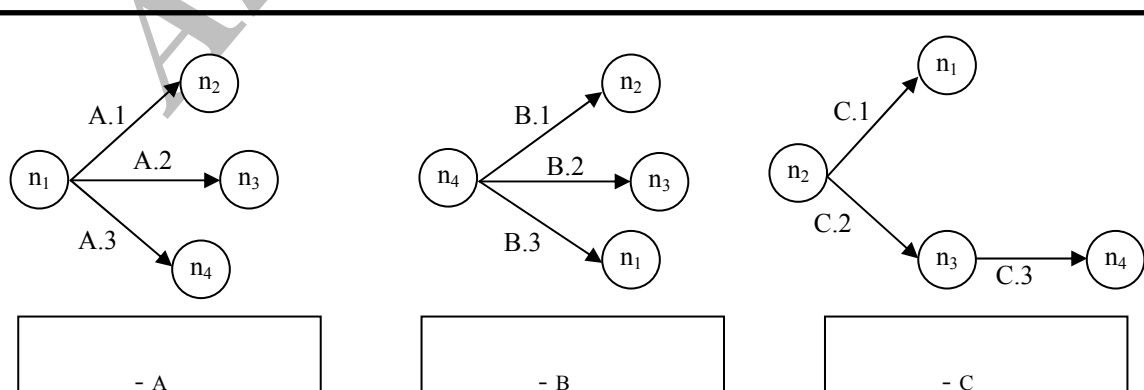 n₂
A.1
n₁
A.2
n₃
A.3
n₄
n₂
B.1
n₄
B.2
n₃
B.3
n₁
n₁
C.1
n₂
C.2
n₃
C.3
n₄
- A
- B
- C